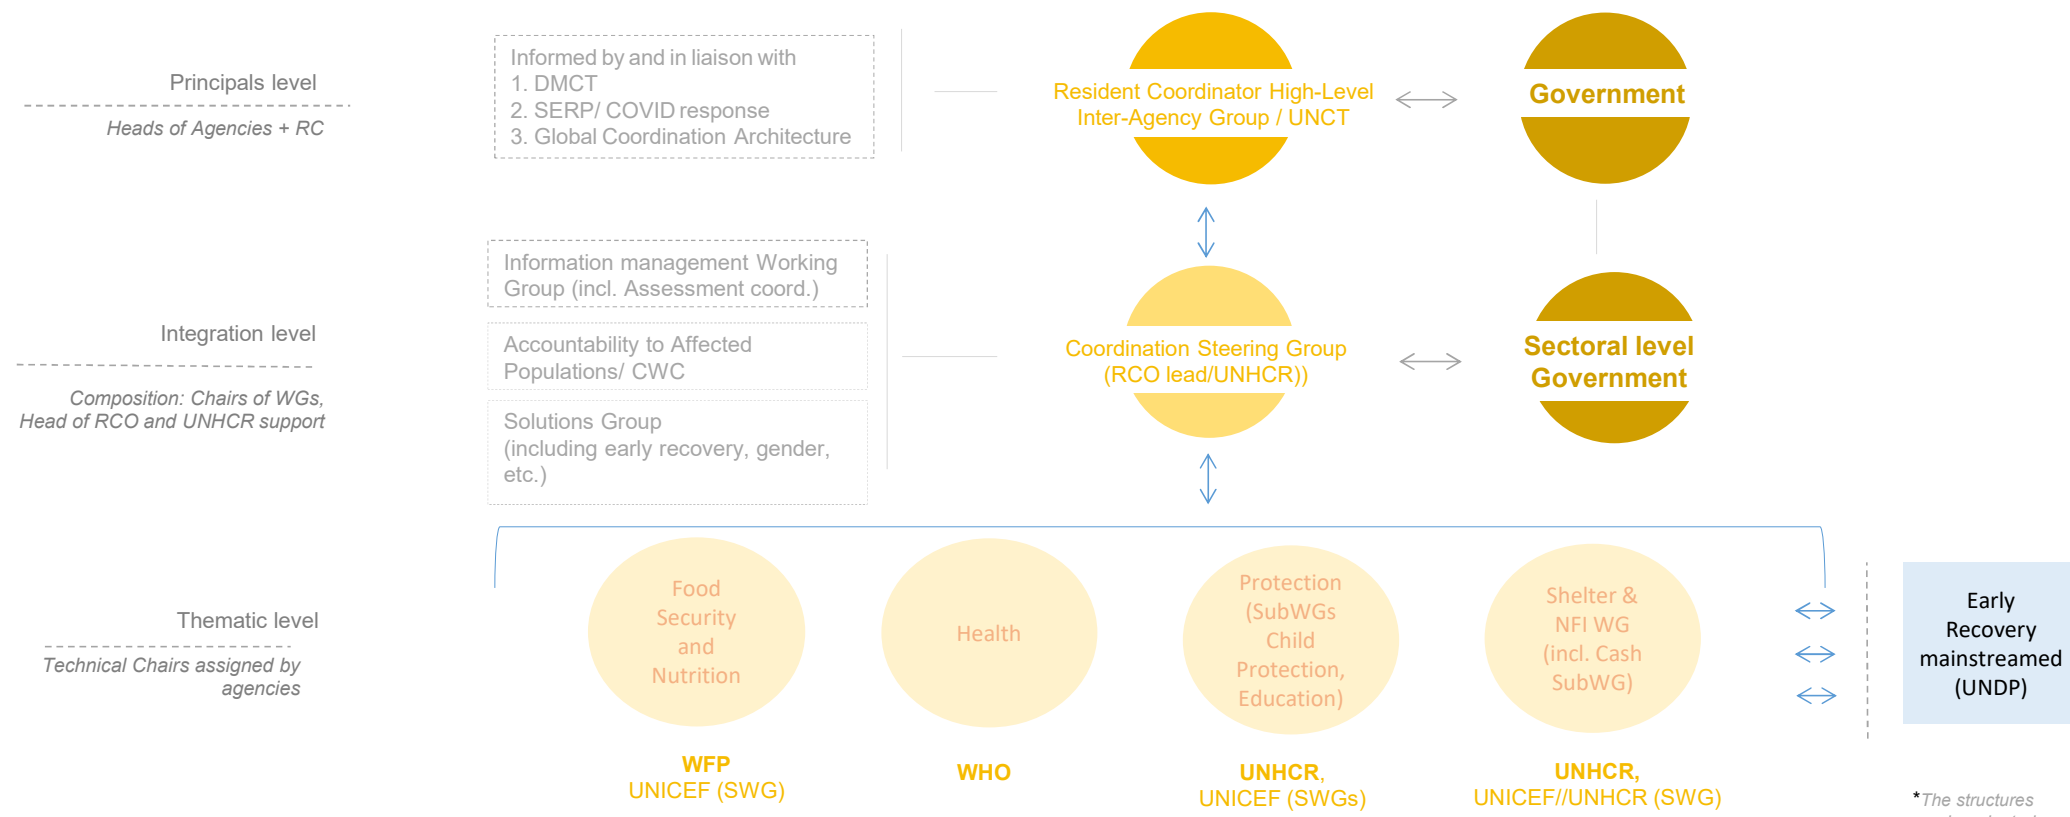 Principals level
Heads of Agencies + RC
Informed by and in liaison with
1. DMCT
2. SERP/ COVID response
3. Global Coordination Architecture
Resident Coordinator High-Level
Inter-Agency Group / UNCT
Government
Integration level
Composition: Chairs of WGs,
Head of RCO and UNHCR support
Information management Working
Group (incl. Assessment coord.)
Accountability to Affected
Populations/ CWC
Solutions Group
(including early recovery, gender,
etc.)
Coordination Steering Group
(RCO lead/UNHCR))
Sectoral level
Government
Thematic level
Technical Chairs assigned by
agencies
Food
Security
and
Nutrition
Health
Protection
(SubWGs
Child
Protection,
Education)
Shelter &
NFI WG
(incl. Cash
SubWG)
Early
Recovery
mainstreamed
(UNDP)
WFP
UNICEF (SWG)
WHO
UNHCR,
UNICEF (SWGs)
UNHCR,
UNICEF//UNHCR (SWG)
*The structures